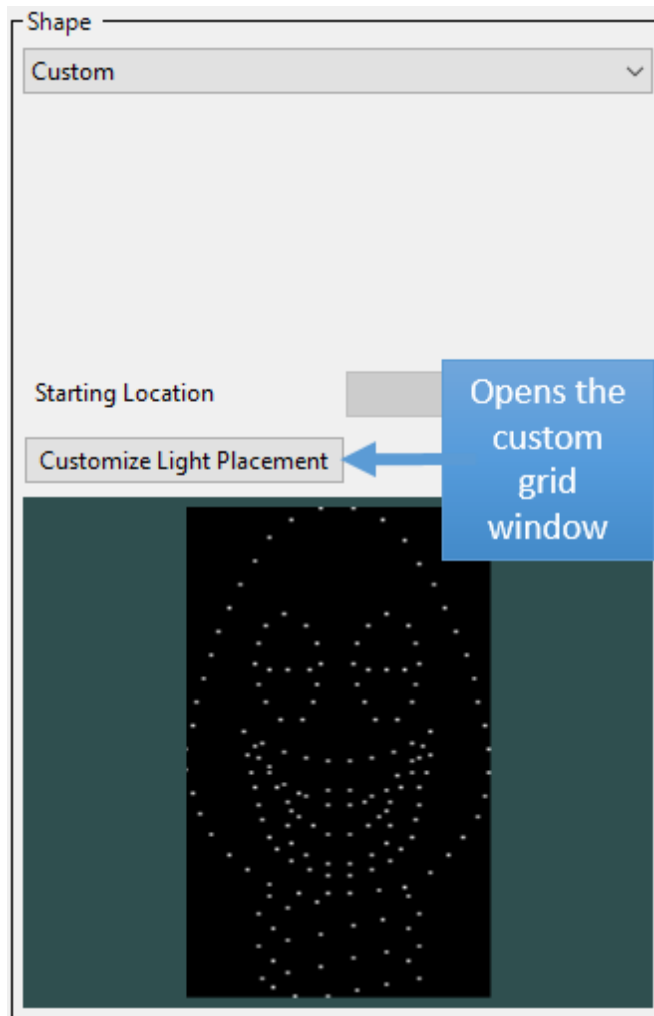 Shape
Custom
Starting Location
Customize Light Placement
Opens the
custom
grid
window